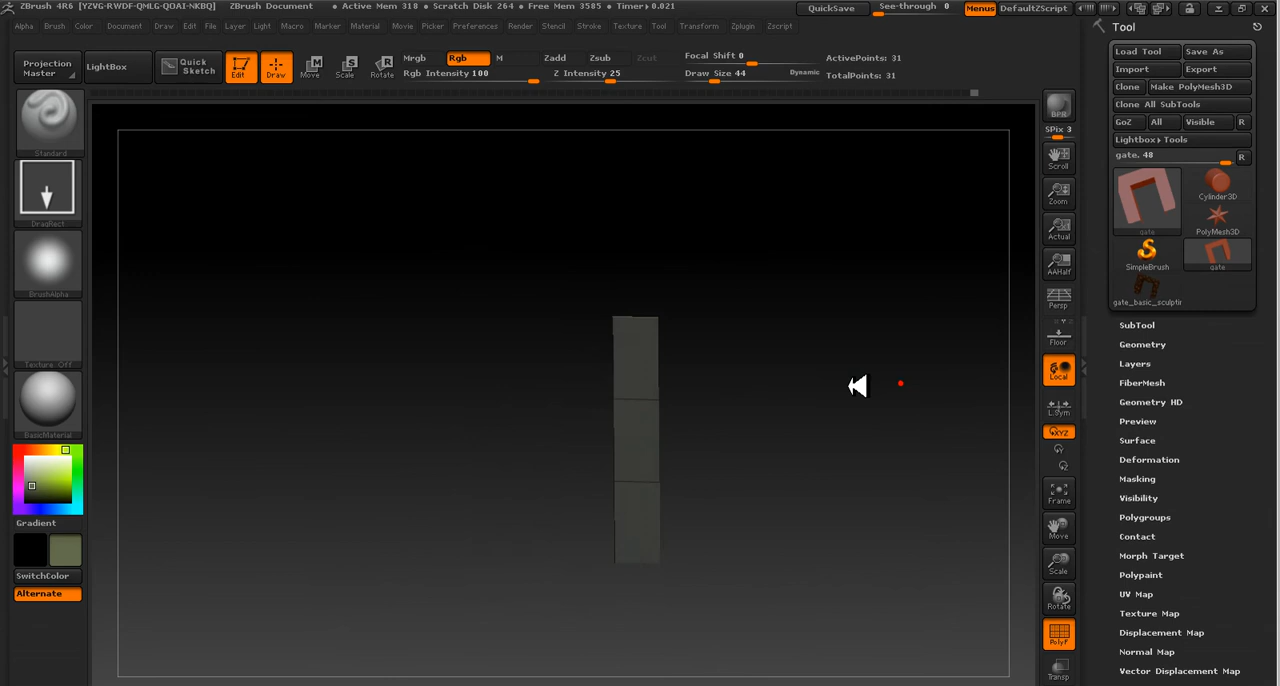 ZBrush 4R6 [YZVG-RWDF-QMLG-QOAI-NKBQ] ZBrush Document • Active Mem 318 • Scratch Disk 264 • Free Mem 3585 • Timer▸0.021 QuickSave See-through 0 Menus DefaultZScript
Alpha Brush Color Document Draw Edit File Layer Light Macro Marker Material Movie Picker Preferences Render Stencil Stroke Texture Tool Transform Zplugin Zscript
Projection Master
LightBox
Quick Sketch
Edit
Draw
Move
Scale
Rotate
Mrgb Rgb M Zadd Zsub Zcut
Rgb Intensity 100 Z Intensity 25
Focal Shift 0
Draw Size 44 Dynamic
ActivePoints: 31
TotalPoints: 31
Standard
DragRect
BrushAlpha
Texture Off
BasicMaterial
Gradient
SwitchColor
Alternate
BPR
SPix 3
Scroll
Zoom
Actual
AAHalf
Persp
Floor
Local
L.Sym
XYZ
Frame
Move
Scale
Rotate
PolyF
Transp
Tool
Load Tool Save As
Import Export
Clone Make PolyMesh3D
Clone All SubTools
GoZ All Visible R
Lightbox▸Tools
gate. 48 R
gate
Cylinder3D
PolyMesh3D
SimpleBrush
gate
gate_basic_sculptir
SubTool
Geometry
Layers
FiberMesh
Geometry HD
Preview
Surface
Deformation
Masking
Visibility
Polygroups
Contact
Morph Target
Polypaint
UV Map
Texture Map
Displacement Map
Normal Map
Vector Displacement Map